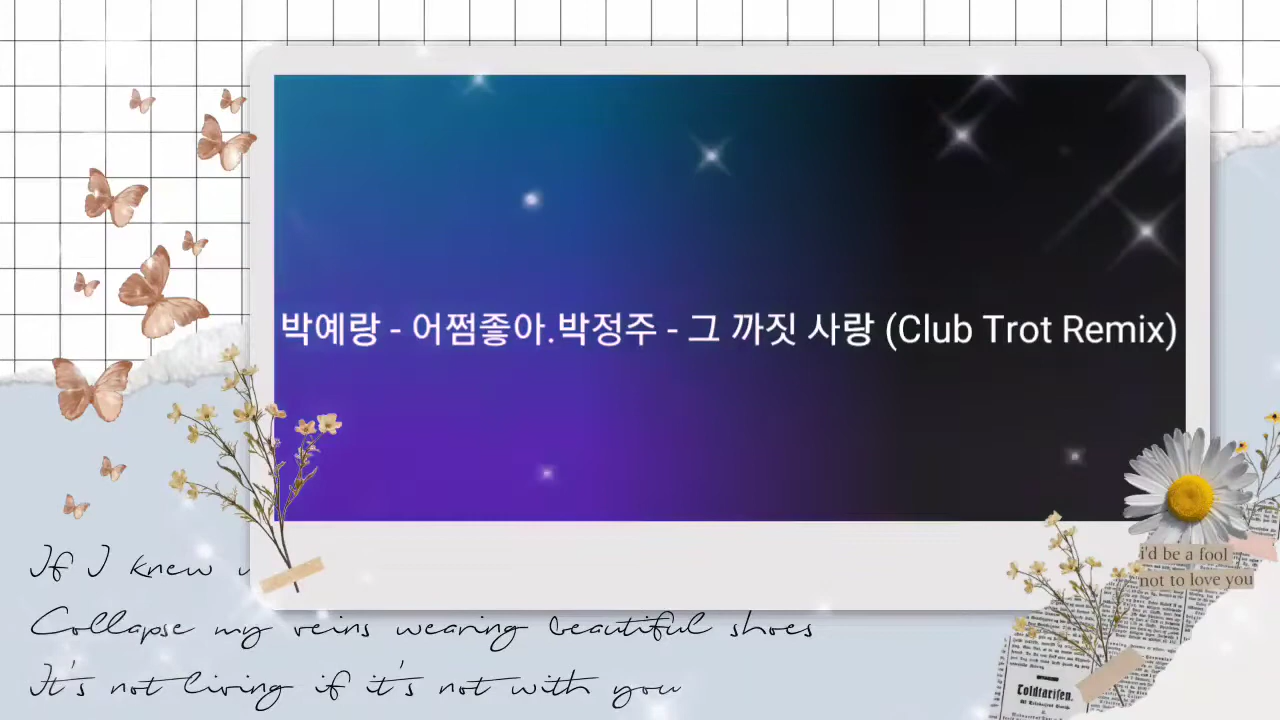 박예랑 - 어쩜좋아.박정주 - 그 까짓 사랑 (Club Trot Remix)
If I knew
Collapse my veins wearing beautiful shoes
It's not living if it's not with you
i'd be a fool
not to love you